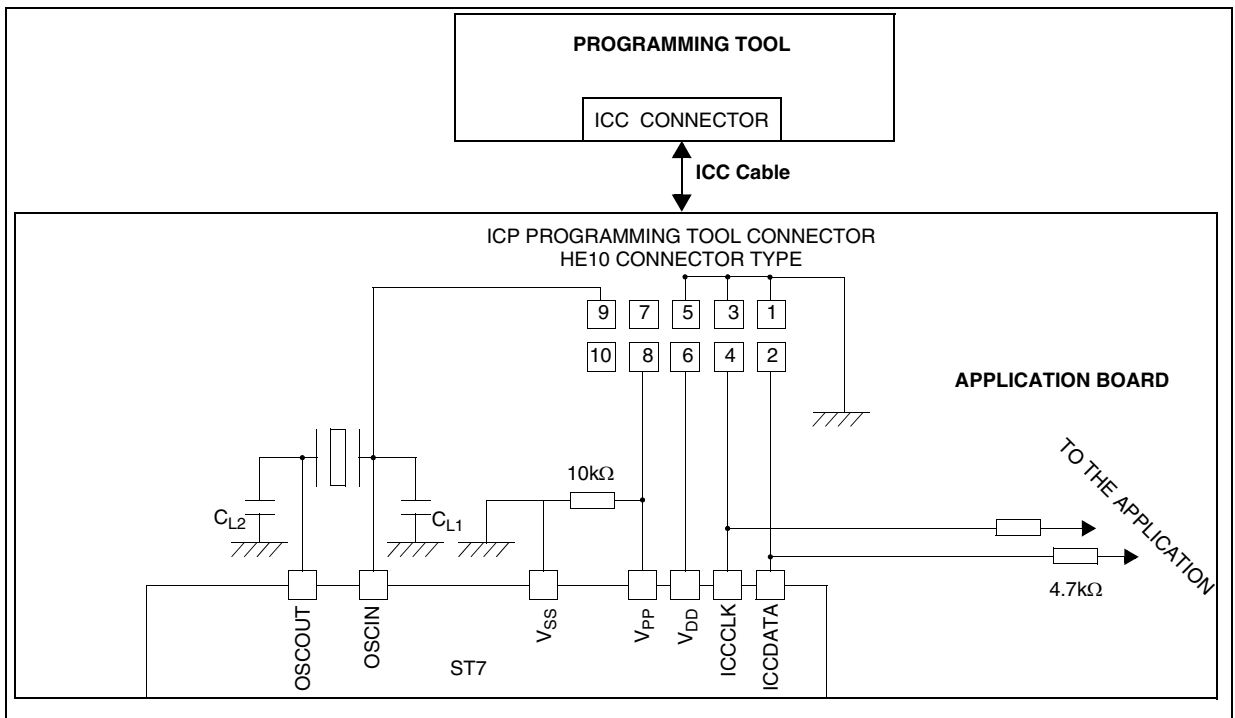 PROGRAMMING TOOL
ICC CONNECTOR
ICC Cable
ICP PROGRAMMING TOOL CONNECTOR
HE10 CONNECTOR TYPE
9 7 5 3 1
10 8 6 4 2
APPLICATION BOARD
TO THE APPLICATION
10kΩ
CL2
CL1
4.7kΩ
OSCOUT
OSCIN
VSS
VPP
VDD
ICCCLK
ICCDATA
ST7